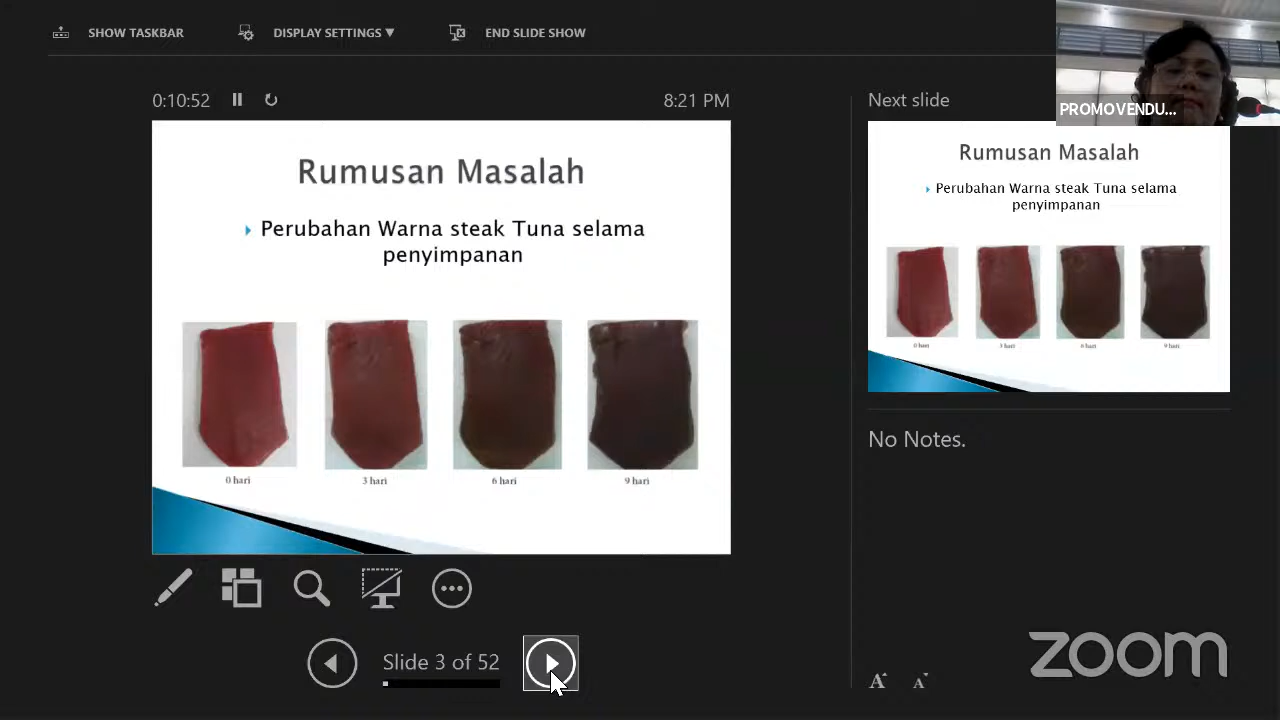 SHOW TASKBAR
DISPLAY SETTINGS ▼
END SLIDE SHOW
0:10:52
8:21 PM
Rumusan Masalah
Perubahan Warna steak Tuna selama
penyimpanan
0 hari
3 hari
6 hari
9 hari
Slide 3 of 52
Next slide
PROMOVENDU...
Rumusan Masalah
Perubahan Warna steak Tuna selama
penyimpanan
0 hari
3 hari
6 hari
9 hari
No Notes.
A
A
zoom